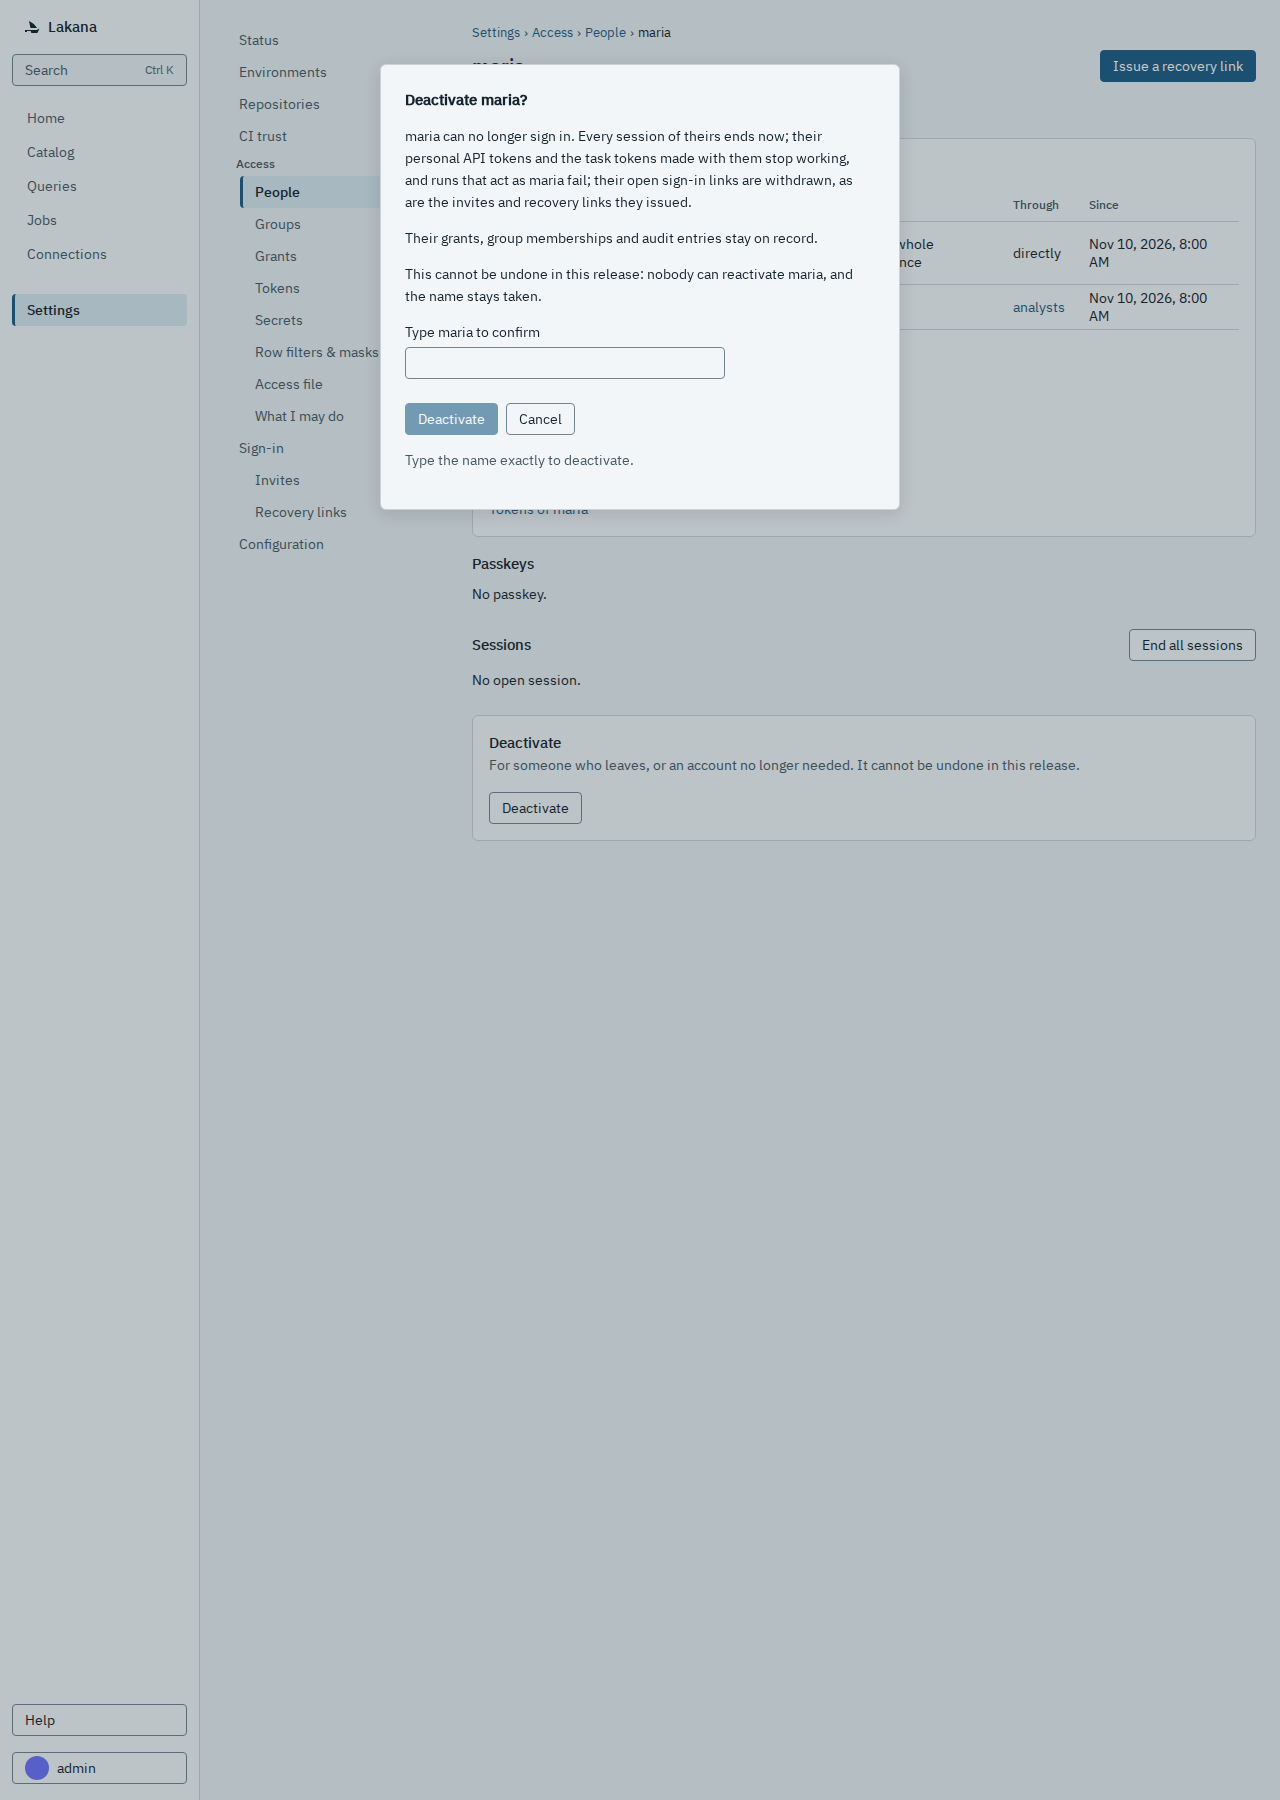 Lakana
Search Ctrl K
Home
Catalog
Queries
Jobs
Connections
Settings
Help
admin
Status
Environments
Repositories
CI trust
Access
People
Groups
Grants
Tokens
Secrets
Row filters & masks
Access file
What I may do
Sign-in
Invites
Recovery links
Configuration
Settings › Access › People › maria
maria
Issue a recovery link
Deactivate maria?
maria can no longer sign in. Every session of theirs ends now; their
personal API tokens and the task tokens made with them stop working,
and runs that act as maria fail; their open sign-in links are withdrawn, as
are the invites and recovery links they issued.
Their grants, group memberships and audit entries stay on record.
This cannot be undone in this release: nobody can reactivate maria, and
the name stays taken.
Type maria to confirm
Deactivate Cancel
Type the name exactly to deactivate.
Through Since
directly Nov 10, 2026, 8:00
AM
analysts Nov 10, 2026, 8:00
AM
Tokens of maria
Passkeys
No passkey.
Sessions
End all sessions
No open session.
Deactivate
For someone who leaves, or an account no longer needed. It cannot be undone in this release.
Deactivate